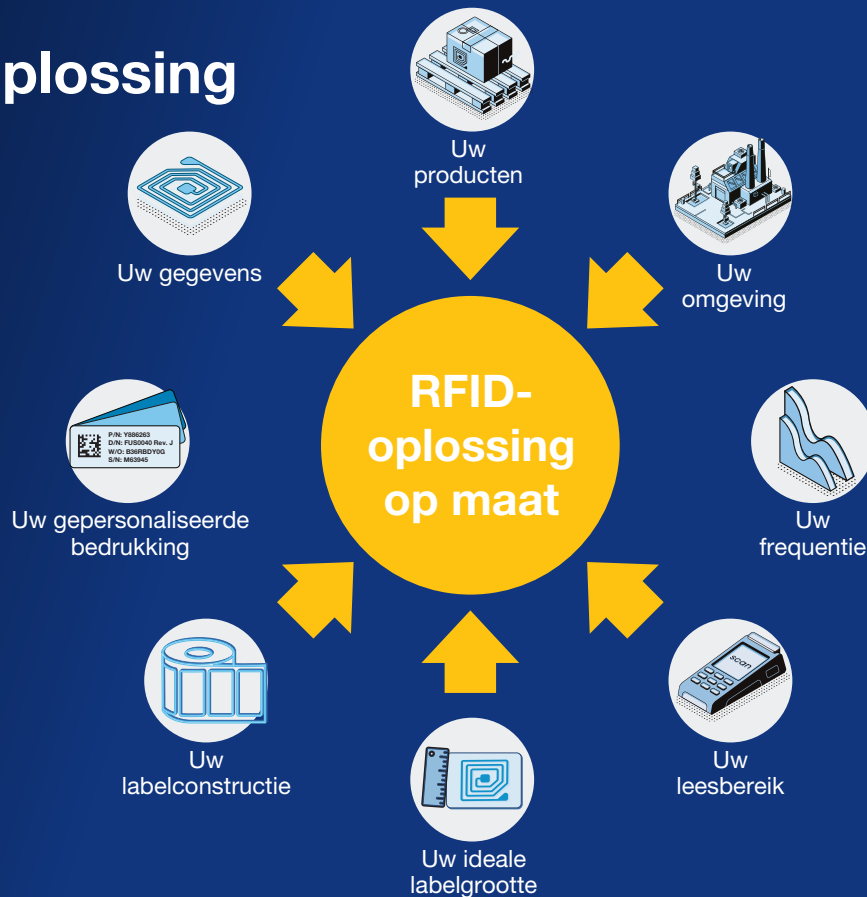 plossing
Uw
producten
Uw gegevens
Uw
omgeving
RFID-
oplossing
op maat
P/N: Y886263
D/N: FUS0040 Rev. J
W/O: B36RBDY0G
S/N: M63945
Uw gepersonaliseerde
bedrukking
Uw
frequentie
scan
Uw
labelconstructie
Uw
leesbereik
Uw ideale
labelgrootte